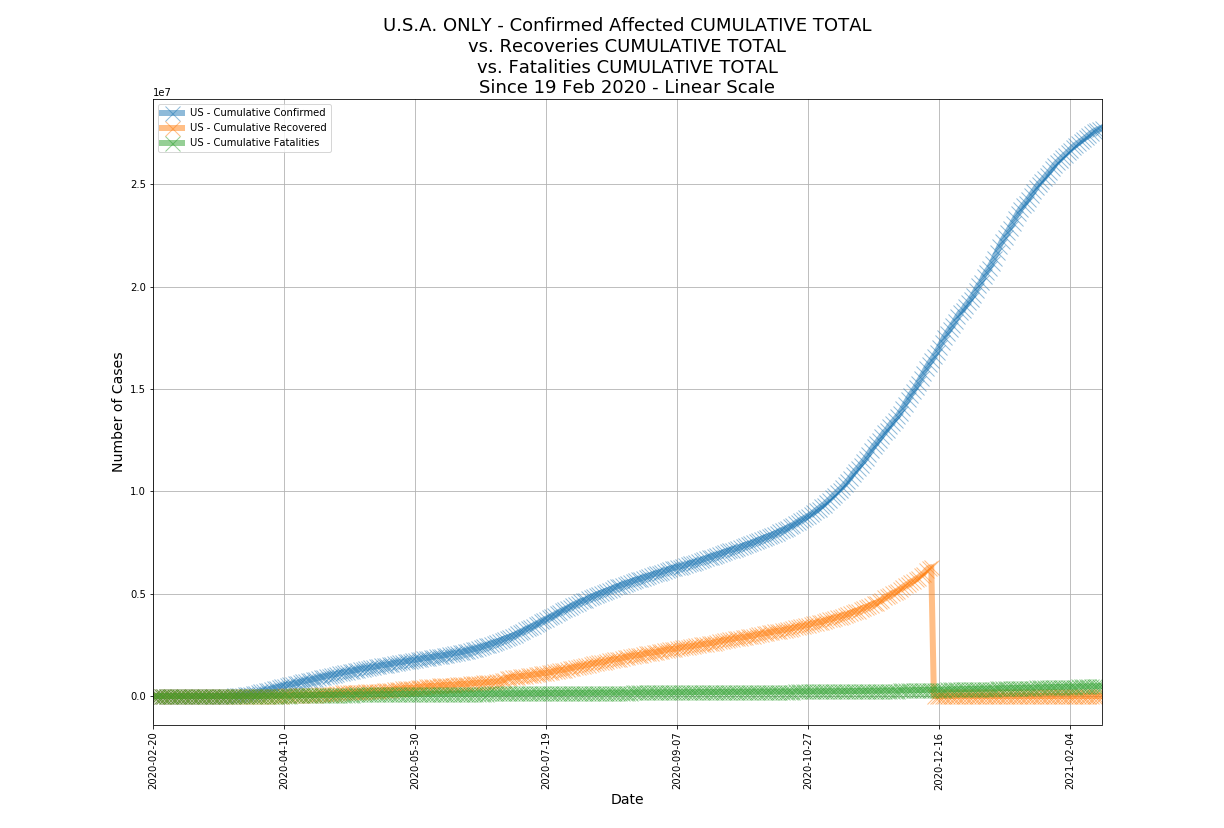 U.S.A. ONLY - Confirmed Affected CUMULATIVE TOTAL
vs. Recoveries CUMULATIVE TOTAL
vs. Fatalities CUMULATIVE TOTAL
Since 19 Feb 2020 - Linear Scale
1e7
US - Cumulative Confirmed
US - Cumulative Recovered
US - Cumulative Fatalities
2.5
2.0
1.5
1.0
0.5
0.0
Number of Cases
2020-02-20
2020-04-10
2020-05-30
2020-07-19
2020-09-07
2020-10-27
2020-12-16
2021-02-04
Date